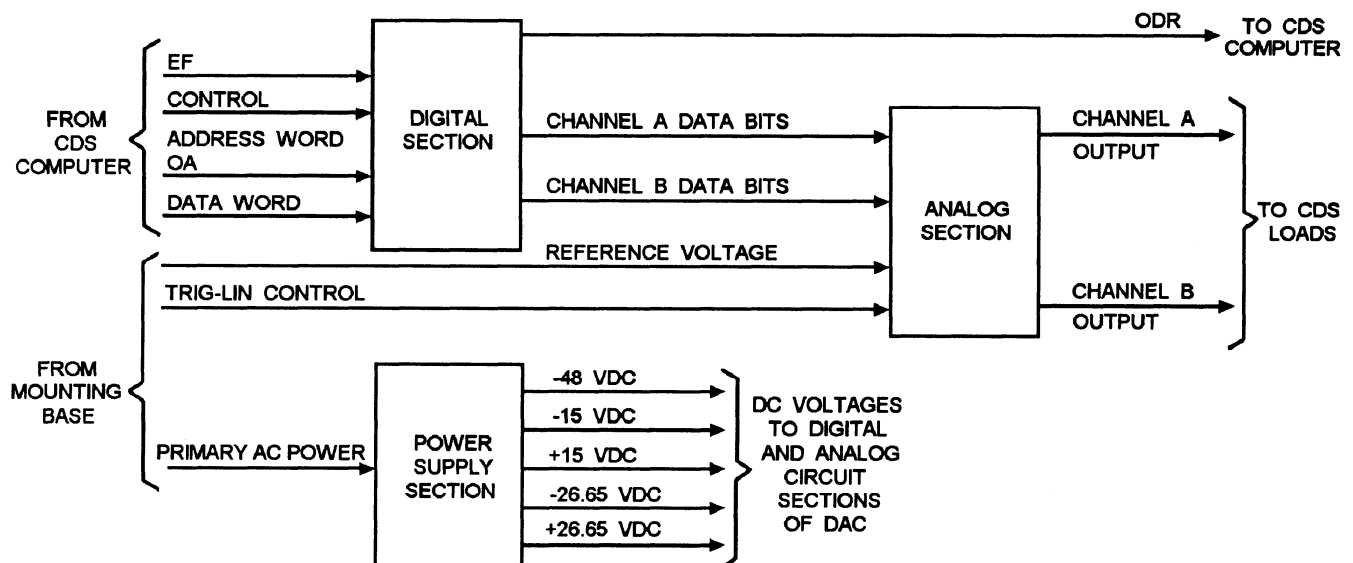 ODR
TO CDS
COMPUTER
FROM
CDS
COMPUTER
EF
CONTROL
ADDRESS WORD
OA
DATA WORD
DIGITAL
SECTION
CHANNEL A DATA BITS
CHANNEL B DATA BITS
ANALOG
SECTION
CHANNEL A
OUTPUT
CHANNEL B
OUTPUT
TO CDS
LOADS
REFERENCE VOLTAGE
TRIG-LIN CONTROL
FROM
MOUNTING
BASE
PRIMARY AC POWER
POWER
SUPPLY
SECTION
-48 VDC
-15 VDC
+15 VDC
-26.65 VDC
+26.65 VDC
DC VOLTAGES
TO DIGITAL
AND ANALOG
CIRCUIT
SECTIONS
OF DAC